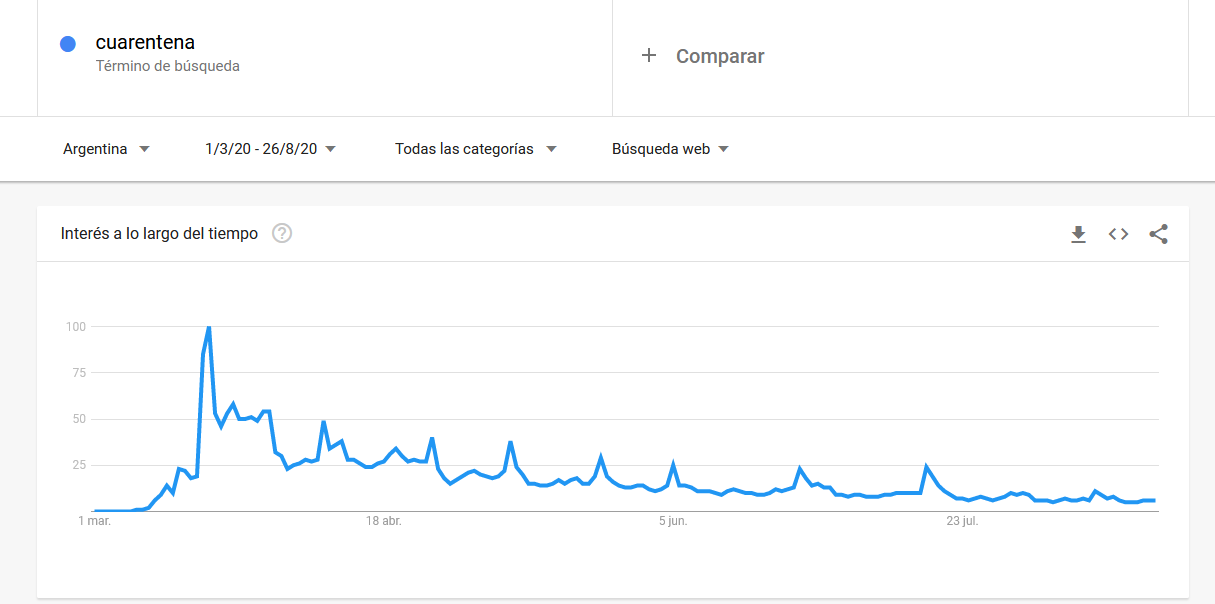 cuarentena
Término de búsqueda
+ Comparar
Argentina
1/3/20 - 26/8/20
Todas las categorías
Búsqueda web
Interés a lo largo del tiempo
100
75
50
25
1 mar.
18 abr.
5 jun.
23 jul.